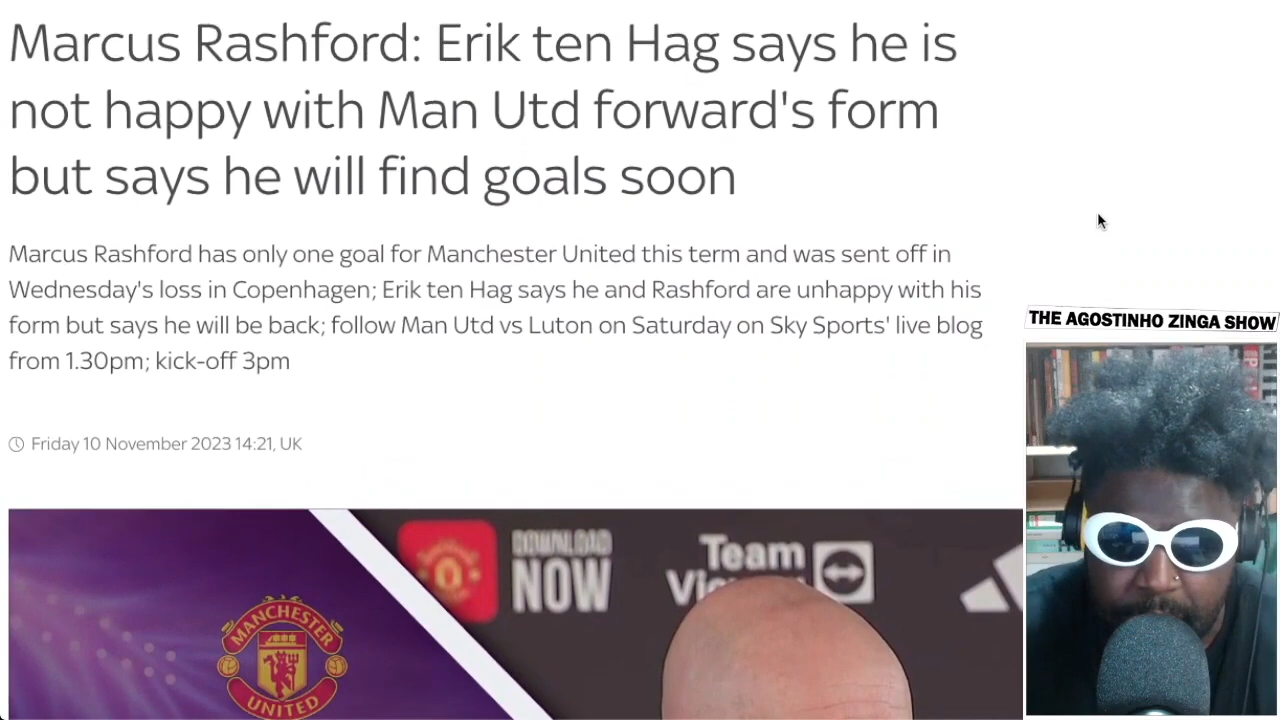 Marcus Rashford: Erik ten Hag says he is
not happy with Man Utd forward's form
but says he will find goals soon
Marcus Rashford has only one goal for Manchester United this term and was sent off in
Wednesday's loss in Copenhagen; Erik ten Hag says he and Rashford are unhappy with his
form but says he will be back; follow Man Utd vs Luton on Saturday on Sky Sports' live blog
from 1.30pm; kick-off 3pm
Friday 10 November 2023 14:21, UK
THE AGOSTINHO ZINGA SHOW
DOWNLOAD
NOW
Team
MANCHESTER
UNITED